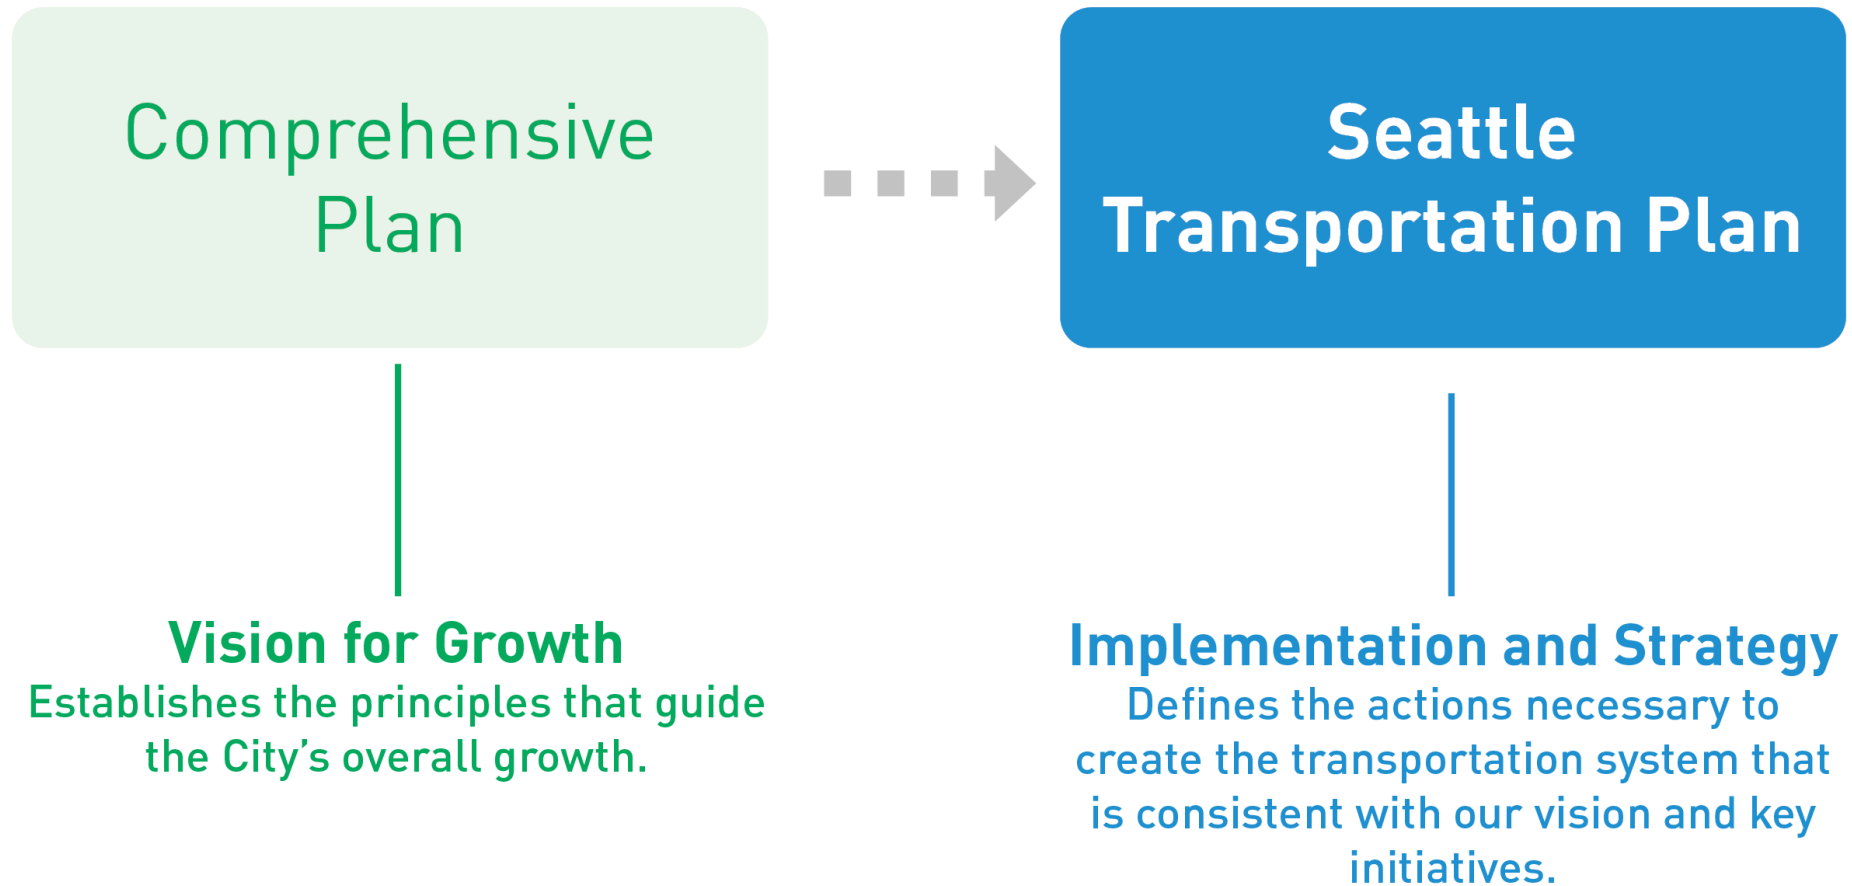 Comprehensive
Plan
Seattle
Transportation Plan
Vision for Growth
Establishes the principles that guide
the City’s overall growth.
Implementation and Strategy
Defines the actions necessary to
create the transportation system that
is consistent with our vision and key
initiatives.